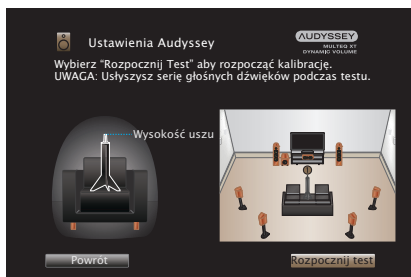 Ustawienia Audyssey
AUDYSSEY
MULTEQ XT
DYNAMIC VOLUME
Wybierz "Rozpocznij Test" aby rozpocząć kalibrację.
UWAGA: Usłyszysz serię głośnych dźwięków podczas testu.
Wysokość uszu
Powrót
Rozpocznij test